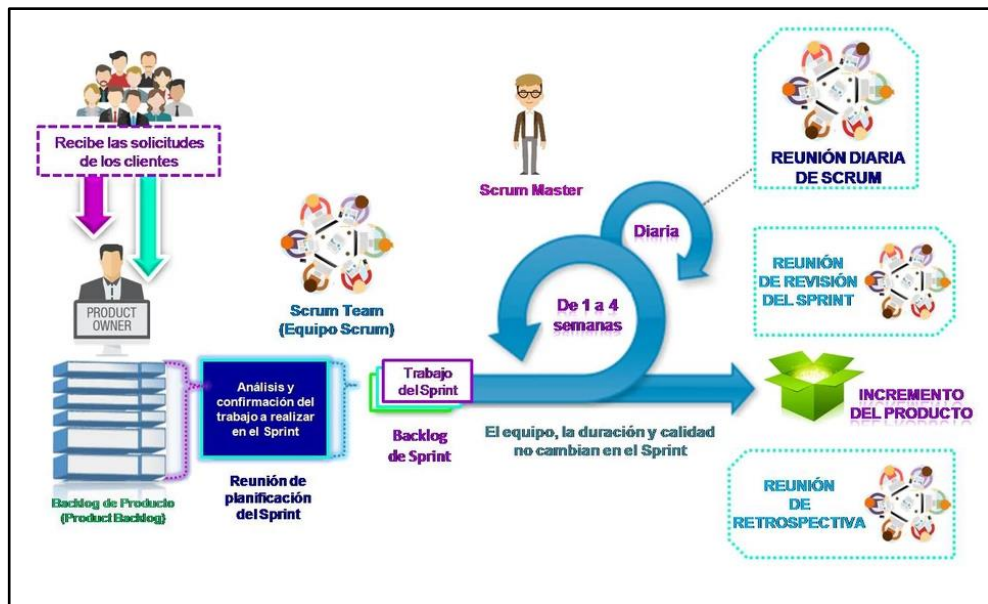 Recibe las solicitudes
de los clientes
PRODUCT
OWNER
Backlog de Producto
(Product Backlog)
Análisis y
confirmación del
trabajo a realizar
en el Sprint
Reunión de
planificación
del Sprint
Scrum Team
(Equipo Scrum)
Trabajo
del Sprint
Backlog
de Sprint
Scrum Master
Diaria
De 1 a 4
semanas
El equipo, la duración y calidad
no cambian en el Sprint
REUNIÓN DIARIA
DE SCRUM
REUNIÓN
DE REVISIÓN
DEL SPRINT
INCREMENTO
DEL PRODUCTO
REUNIÓN
DE
RETROSPECTIVA